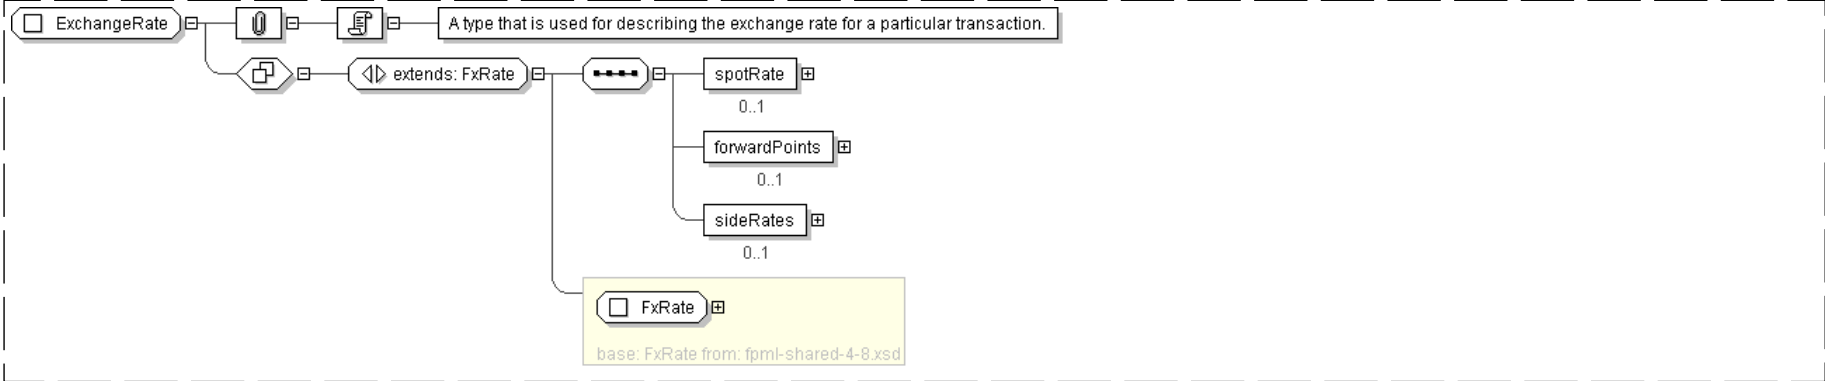 ExchangeRate
A type that is used for describing the exchange rate for a particular transaction.
extends: FxRate
spotRate
0..1
forwardPoints
0..1
sideRates
0..1
FxRate
base: FxRate from: fpml-shared-4-8.xsd